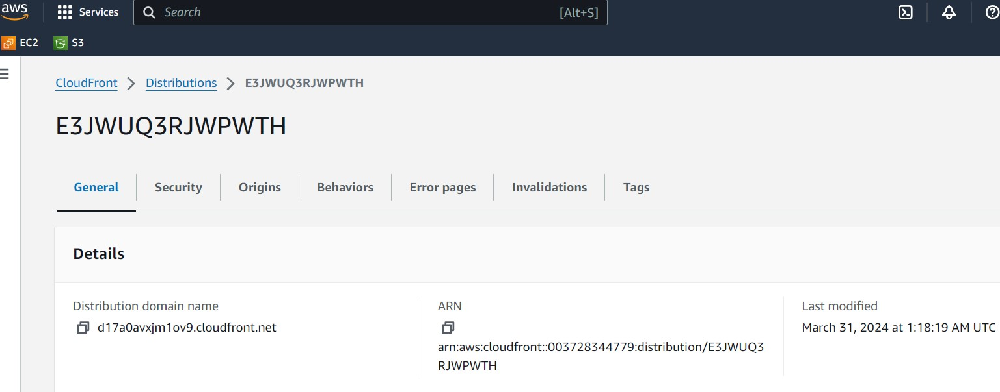 aws
Services
Search
[Alt+S]
EC2
S3
CloudFront
Distributions
E3JWUQ3RJWPWTH
E3JWUQ3RJWPWTH
General
Security
Origins
Behaviors
Error pages
Invalidations
Tags
Details
Distribution domain name
d17a0avxjm1ov9.cloudfront.net
ARN
arn:aws:cloudfront::003728344779:distribution/E3JWUQ3
RJWPWTH
Last modified
March 31, 2024 at 1:18:19 AM UTC